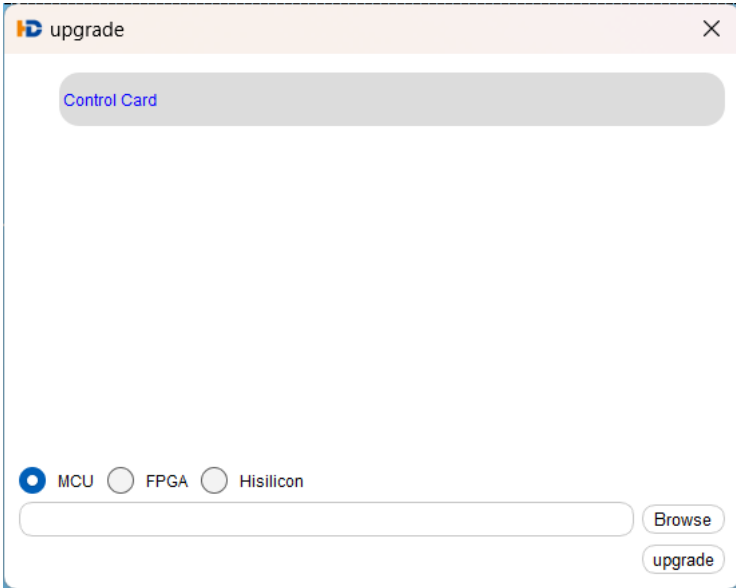 HD upgrade
Control Card
MCU FPGA Hisilicon
Browse
upgrade